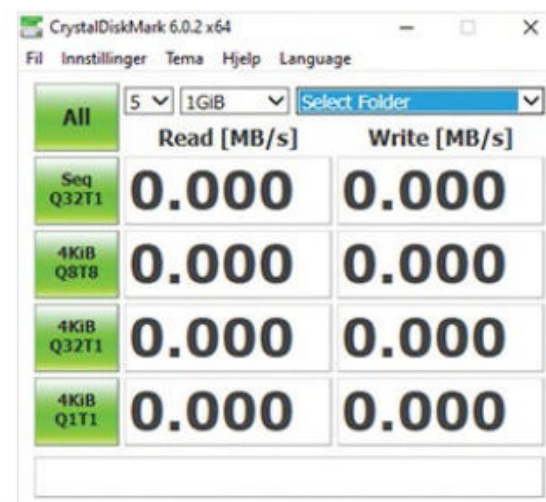 CrystalDiskMark 6.0.2 x64
Fil Innstillinger Tema Hjelp Language
All 5 1GiB Select Folder
Read [MB/s] Write [MB/s]
Seq
Q32T1 0.000 0.000
4KiB
Q8T8 0.000 0.000
4KiB
Q32T1 0.000 0.000
4KiB
Q1T1 0.000 0.000